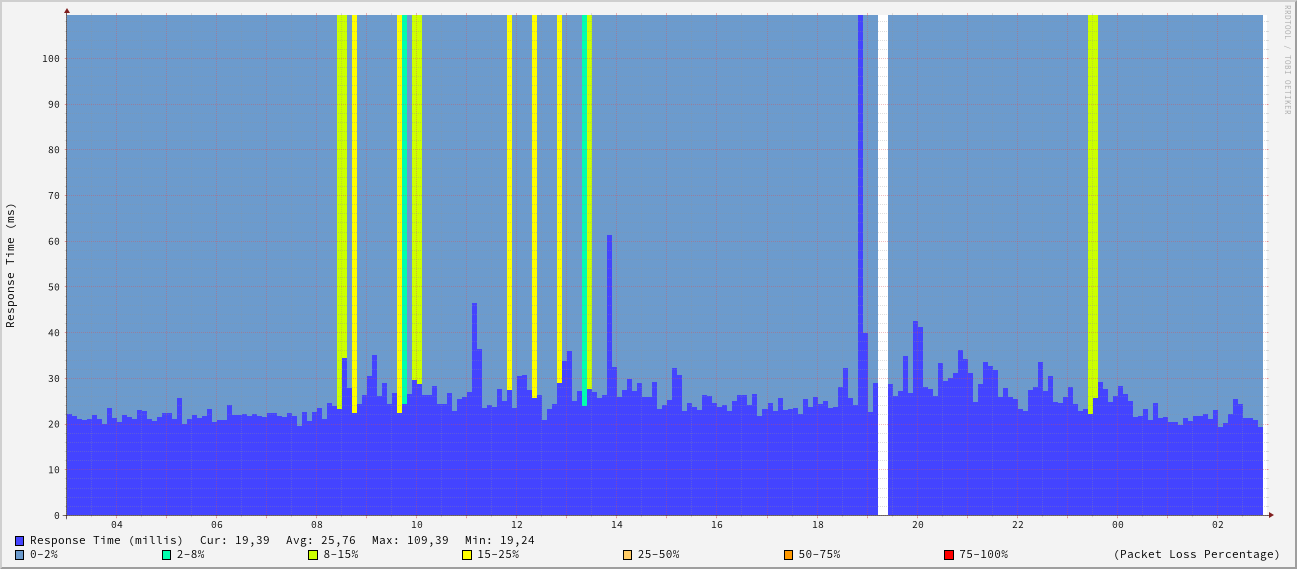 RRDTOOL / TOBI OETIKER
Response Time (ms)
100
90
80
70
60
50
40
30
20
10
0
04 06 08 10 12 14 16 18 20 22 00 02
Response Time (millis) Cur: 19,39 Avg: 25,76 Max: 109,39 Min: 19,24
0-2% 2-8% 8-15% 15-25% 25-50% 50-75% 75-100% (Packet Loss Percentage)